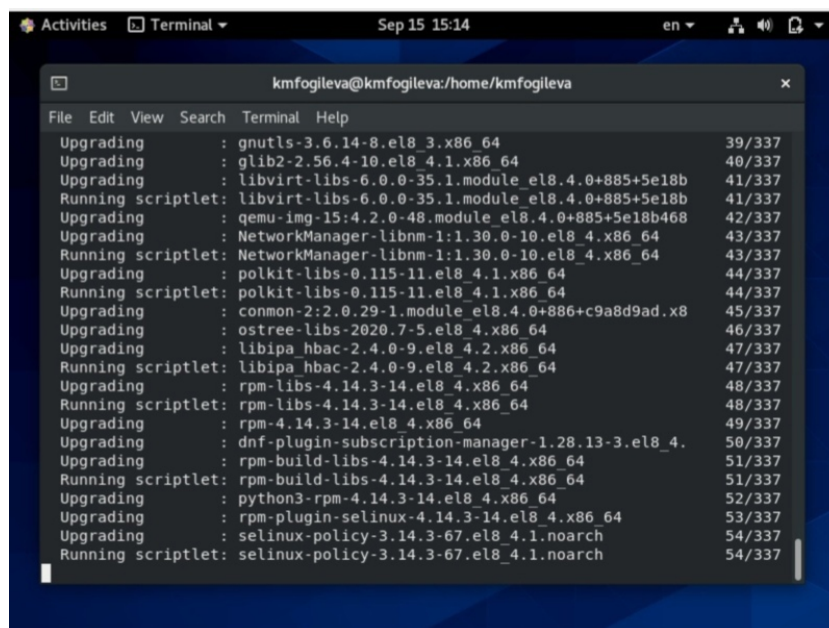 Activities Terminal Sep 15 15:14 en
kmfogileva@kmfogileva:/home/kmfogileva ×
File Edit View Search Terminal Help
Upgrading : gnutls-3.6.14-8.el8_3.x86_64 39/337
Upgrading : glib2-2.56.4-10.el8_4.1.x86_64 40/337
Upgrading : libvirt-libs-6.0.0-35.1.module_el8.4.0+885+5e18b 41/337
Running scriptlet: libvirt-libs-6.0.0-35.1.module_el8.4.0+885+5e18b 41/337
Upgrading : qemu-img-15:4.2.0-48.module_el8.4.0+885+5e18b468 42/337
Upgrading : NetworkManager-libnm-1:1.30.0-10.el8_4.x86_64 43/337
Running scriptlet: NetworkManager-libnm-1:1.30.0-10.el8_4.x86_64 43/337
Upgrading : polkit-libs-0.115-11.el8_4.1.x86_64 44/337
Running scriptlet: polkit-libs-0.115-11.el8_4.1.x86_64 44/337
Upgrading : conmon-2:2.0.29-1.module_el8.4.0+886+c9a8d9ad.x8 45/337
Upgrading : ostree-libs-2020.7-5.el8_4.x86_64 46/337
Upgrading : libipa_hbac-2.4.0-9.el8_4.2.x86_64 47/337
Running scriptlet: libipa_hbac-2.4.0-9.el8_4.2.x86_64 47/337
Upgrading : rpm-libs-4.14.3-14.el8_4.x86_64 48/337
Running scriptlet: rpm-libs-4.14.3-14.el8_4.x86_64 48/337
Upgrading : rpm-4.14.3-14.el8_4.x86_64 49/337
Upgrading : dnf-plugin-subscription-manager-1.28.13-3.el8_4. 50/337
Upgrading : rpm-build-libs-4.14.3-14.el8_4.x86_64 51/337
Running scriptlet: rpm-build-libs-4.14.3-14.el8_4.x86_64 51/337
Upgrading : python3-rpm-4.14.3-14.el8_4.x86_64 52/337
Upgrading : rpm-plugin-selinux-4.14.3-14.el8_4.x86_64 53/337
Upgrading : selinux-policy-3.14.3-67.el8_4.1.noarch 54/337
Running scriptlet: selinux-policy-3.14.3-67.el8_4.1.noarch 54/337